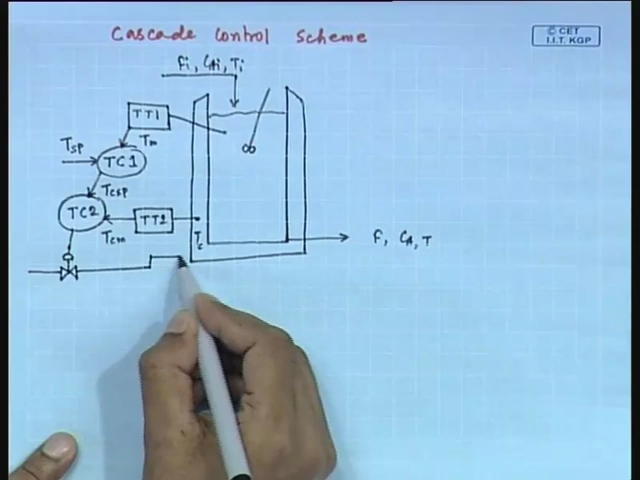 Cascade Control Scheme
© CET
I.I.T. KGP
Fi, CAi, Ti
TT1
Tm
Tsp
TC1
Tcsp
TC2
TT2
Tcm
Tc
F, CA, T